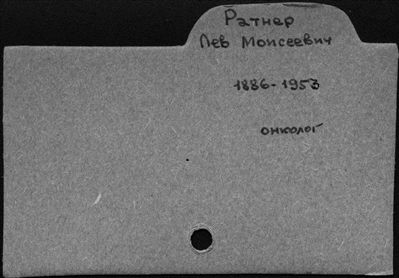 Ратнер
Лев Моисеевич
1886-1953
онколог